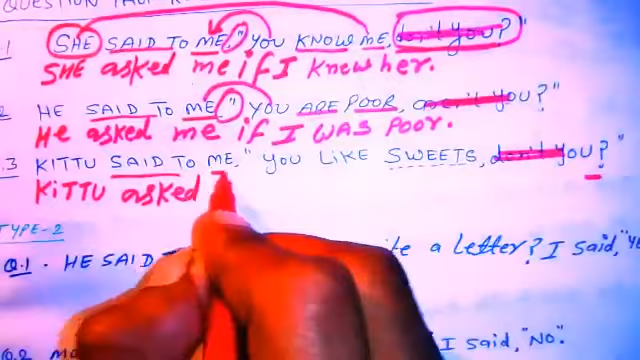 QUESTION TAG
.1 SHE SAID TO ME, "YOU KNOW ME, don't you?"
SHE asked me if I knew her.
2 HE SAID TO ME, "YOU ARE POOR, aren't you?"
He asked me if I was Poor.
.3 KITTU SAID TO ME, "YOU LIKE SWEETS, don't you?
KITTU asked
TYPE-2
Q.1. HE SAID a letter? I said,
Q.2 I said, "NO".